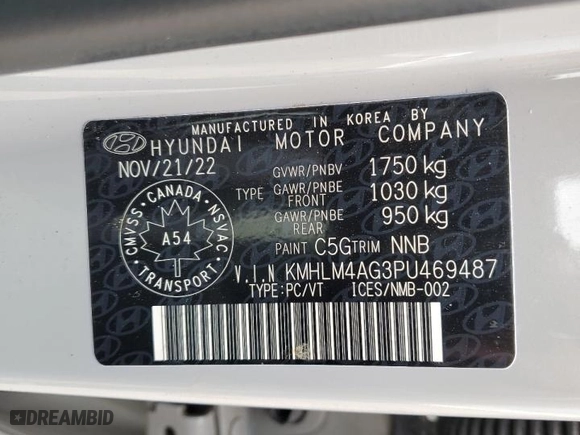 MANUFACTURED IN KOREA BY
HYUNDAI MOTOR COMPANY
NOV/21/22 GVWR/PNBV 1750 kg
TYPE GAWR/PNBE FRONT 1030 kg
GAWR/PNBE REAR 950 kg
CMVSS • CANADA • NSVAC
A54
TRANSPORT
PAINT C5G TRIM NNB
V.I.N KMHLM4AG3PU469487
TYPE:PC/VT ICES/NMB-002
DREAMBID